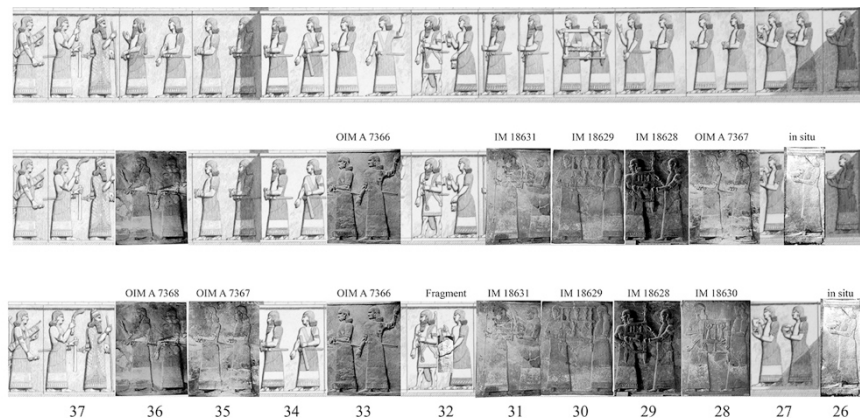 OIM A 7366 IM 18631 IM 18629 IM 18628 OIM A 7367 in situ
OIM A 7368 OIM A 7367 OIM A 7366 Fragment IM 18631 IM 18629 IM 18628 IM 18630 in situ
37 36 35 34 33 32 31 30 29 28 27 26